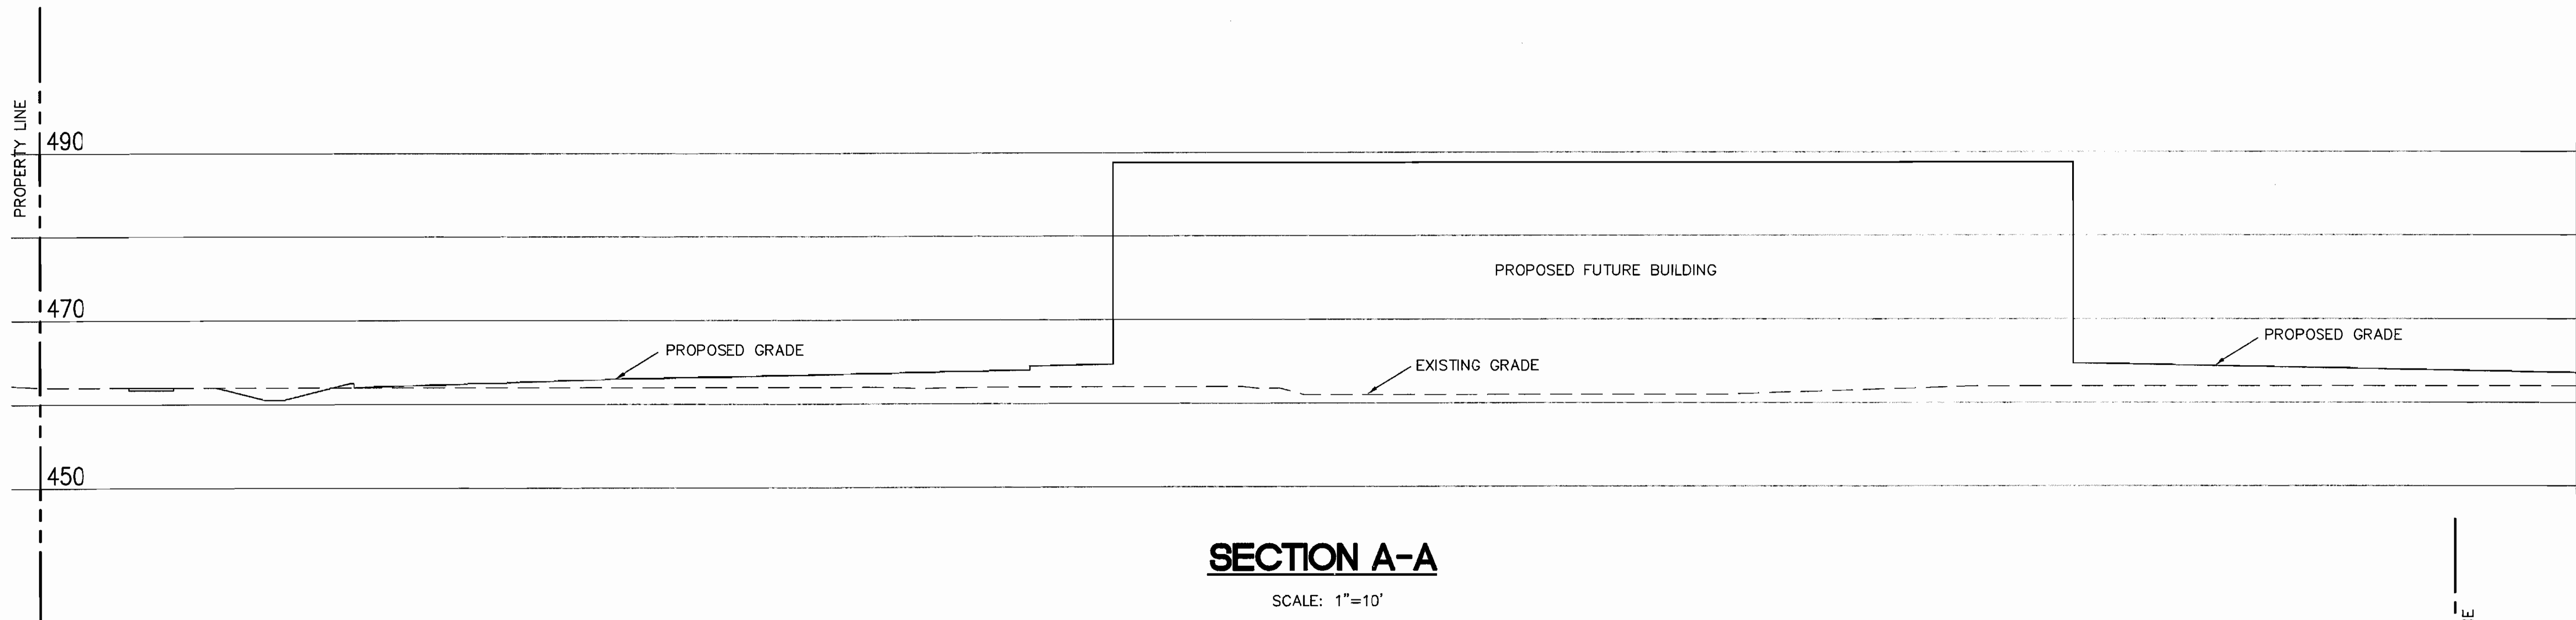 PROPERTY LINE
490
PROPOSED FUTURE BUILDING
470
PROPOSED GRADE
PROPOSED GRADE
EXISTING GRADE
450
SECTION A-A
SCALE: 1"=10'
E